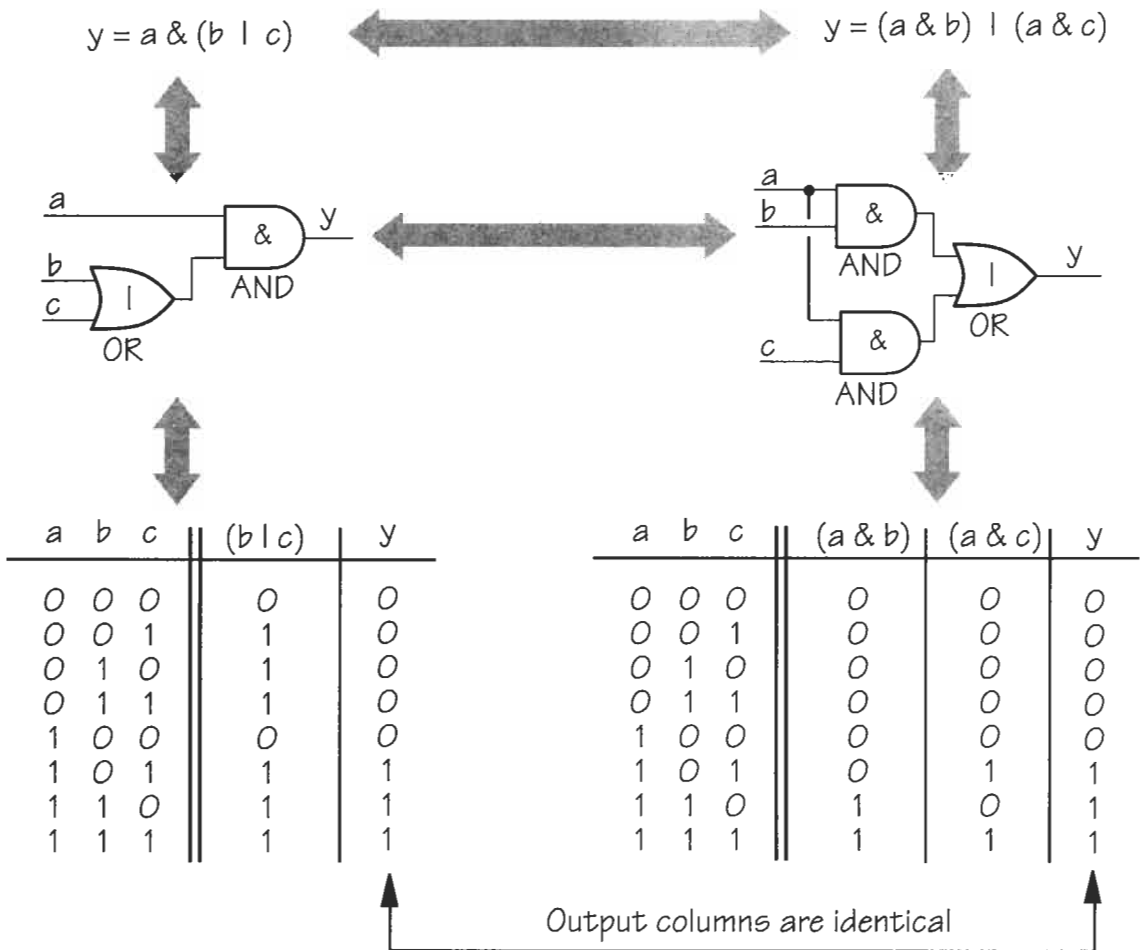 y = a & (b | c)
y = (a & b) | (a & c)
a
b
c
|
OR
&
AND
y
a
b
c
&
AND
&
AND
|
OR
y
a b c (b | c) y
0 0 0 0 0
0 0 1 1 0
0 1 0 1 0
0 1 1 1 0
1 0 0 0 0
1 0 1 1 1
1 1 0 1 1
1 1 1 1 1
a b c (a & b) (a & c) y
0 0 0 0 0 0
0 0 1 0 0 0
0 1 0 0 0 0
0 1 1 0 0 0
1 0 0 0 0 0
1 0 1 0 1 1
1 1 0 1 0 1
1 1 1 1 1 1
Output columns are identical